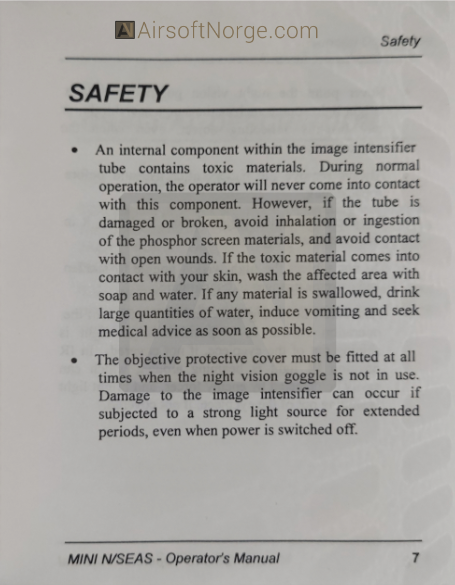 AirsoftNorge.com
Safety
SAFETY
• An internal component within the image intensifier
tube contains toxic materials. During normal
operation, the operator will never come into contact
with this component. However, if the tube is
damaged or broken, avoid inhalation or ingestion
of the phosphor screen materials, and avoid contact
with open wounds. If the toxic material comes into
contact with your skin, wash the affected area with
soap and water. If any material is swallowed, drink
large quantities of water, induce vomiting and seek
medical advice as soon as possible.
• The objective protective cover must be fitted at all
times when the night vision goggle is not in use.
Damage to the image intensifier can occur if
subjected to a strong light source for extended
periods, even when power is switched off.
MINI N/SEAS - Operator's Manual 7